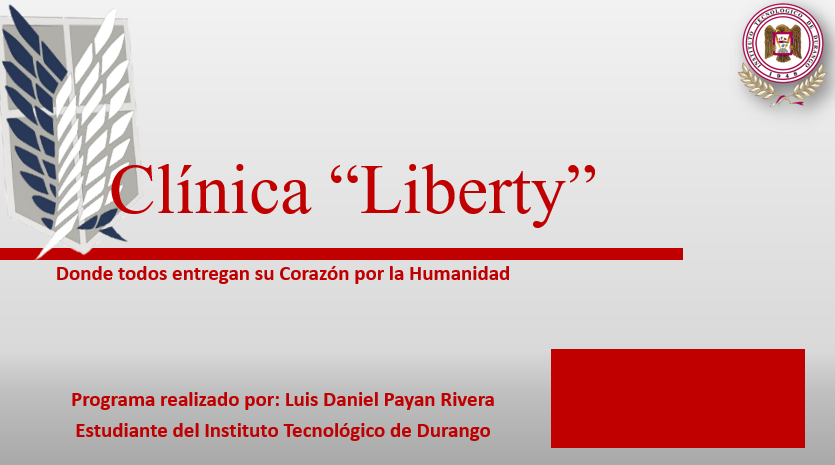 INSTITUTO TECNOLOGICO DE DURANGO
1948
Clínica “Liberty”
Donde todos entregan su Corazón por la Humanidad
Programa realizado por: Luis Daniel Payan Rivera
Estudiante del Instituto Tecnológico de Durango